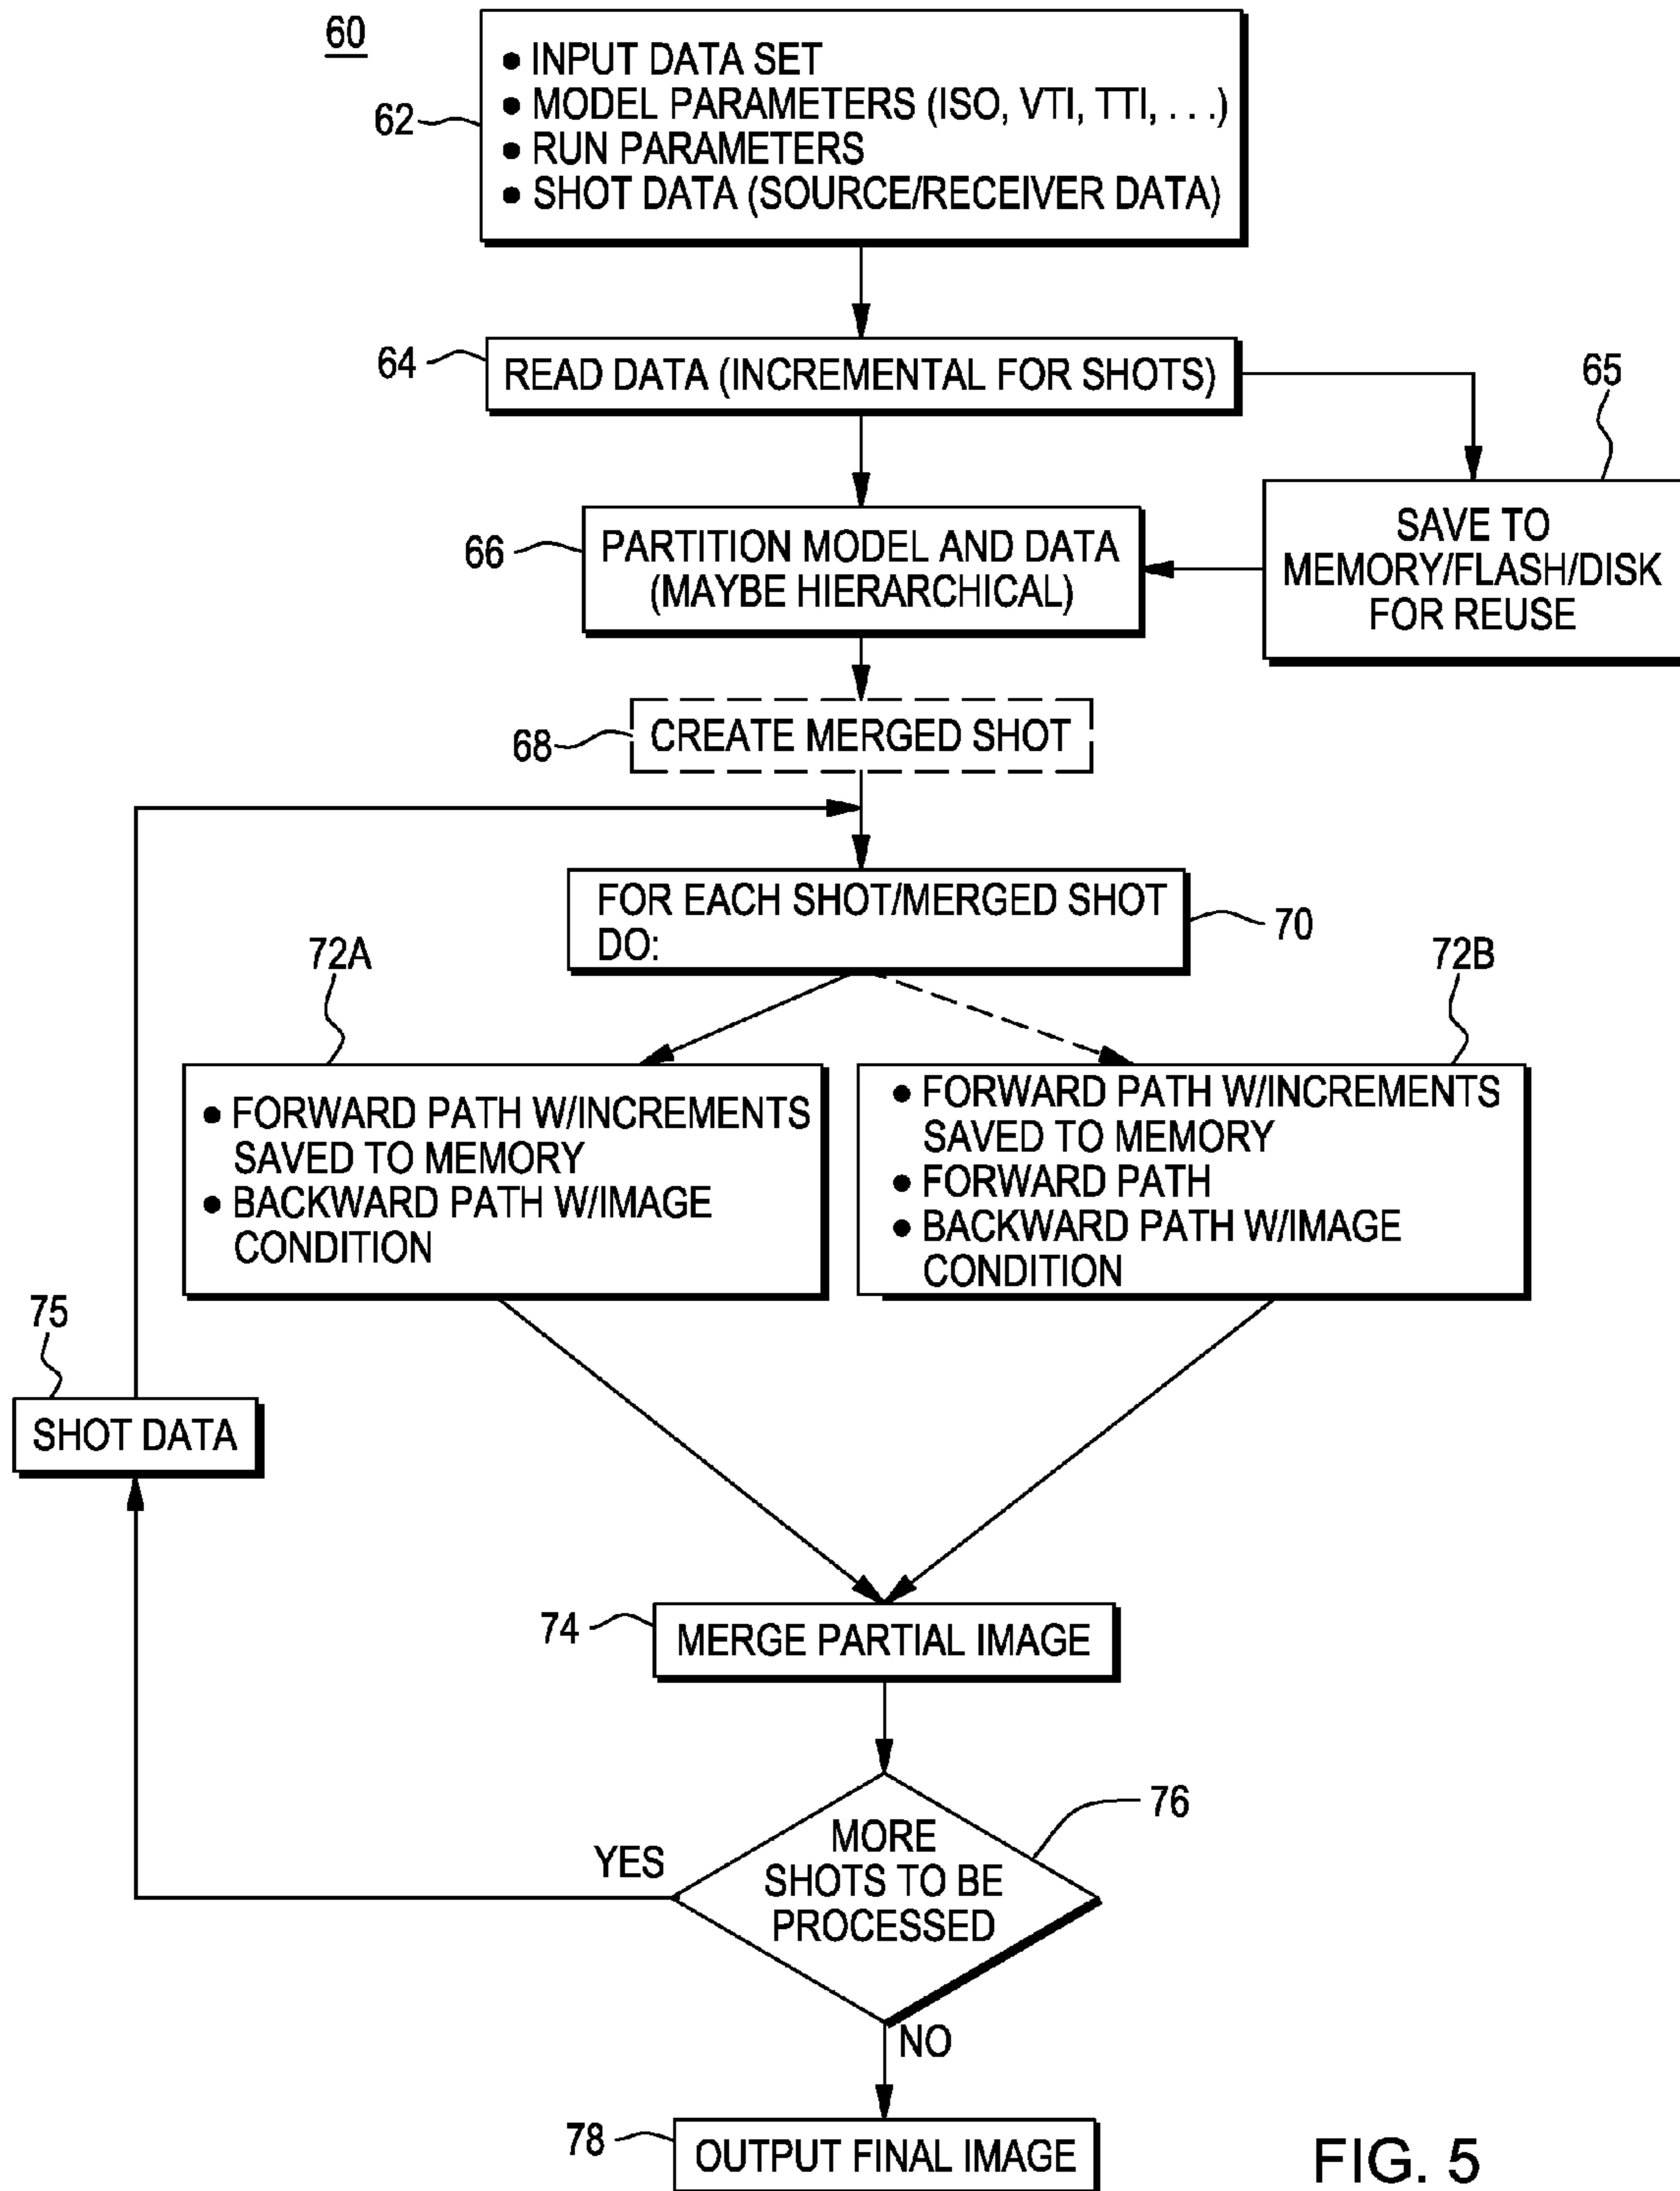 60
62
• INPUT DATA SET
• MODEL PARAMETERS (ISO, VTI, TTI, . . .)
• RUN PARAMETERS
• SHOT DATA (SOURCE/RECEIVER DATA)
64
READ DATA (INCREMENTAL FOR SHOTS)
65
SAVE TO
MEMORY/FLASH/DISK
FOR REUSE
66
PARTITION MODEL AND DATA
(MAYBE HIERARCHICAL)
68
CREATE MERGED SHOT
FOR EACH SHOT/MERGED SHOT
DO:
70
72A
• FORWARD PATH W/INCREMENTS
SAVED TO MEMORY
• BACKWARD PATH W/IMAGE
CONDITION
72B
• FORWARD PATH W/INCREMENTS
SAVED TO MEMORY
• FORWARD PATH
• BACKWARD PATH W/IMAGE
CONDITION
75
SHOT DATA
74
MERGE PARTIAL IMAGE
76
MORE
SHOTS TO BE
PROCESSED
YES
NO
78
OUTPUT FINAL IMAGE
FIG. 5